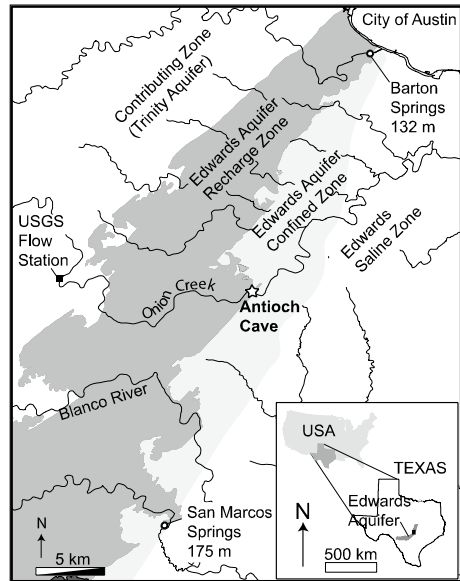 City of Austin
Contributing Zone
(Trinity Aquifer)
Barton
Springs
132 m
Edwards Aquifer
Recharge Zone
Edwards Aquifer
Confined Zone
Edwards
Saline Zone
USGS
Flow
Station
Onion Creek
Antioch
Cave
Blanco River
USA
TEXAS
Edwards
Aquifer
N
500 km
San Marcos
Springs
175 m
N
5 km